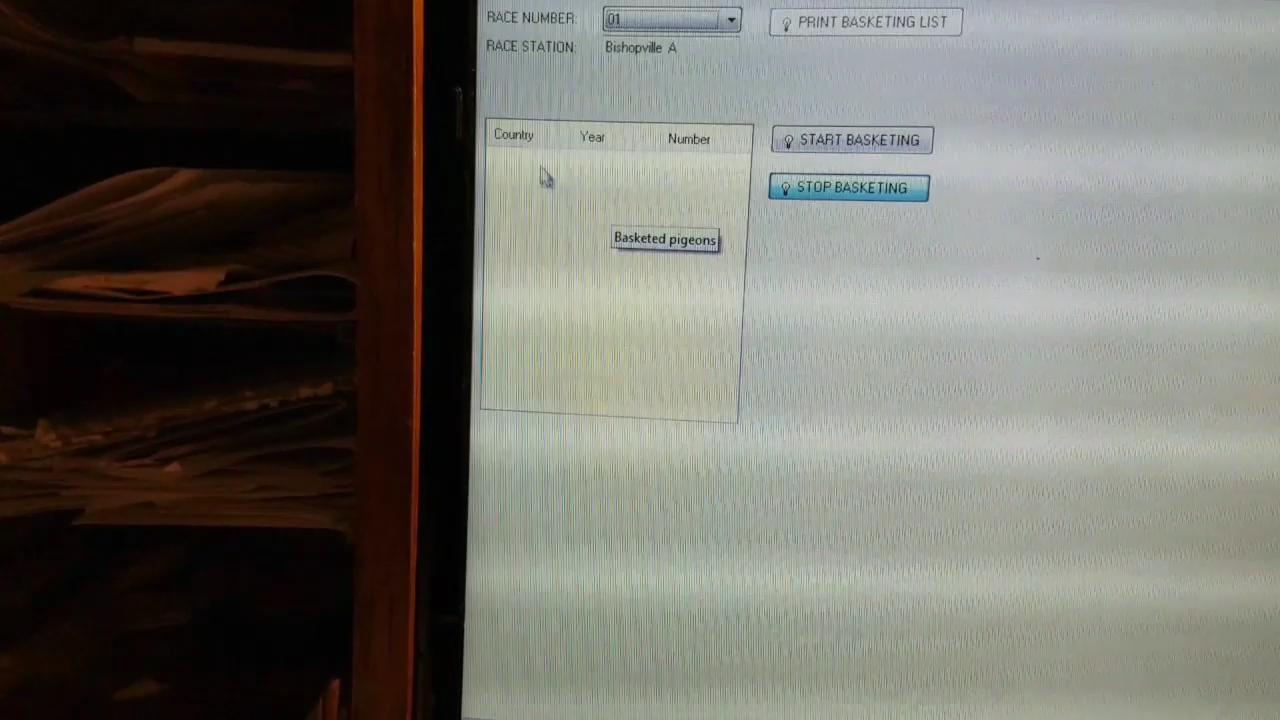 RACE NUMBER: 01 PRINT BASKETING LIST
RACE STATION: Bishopville A
Country Year Number
START BASKETING
STOP BASKETING
Basketed pigeons